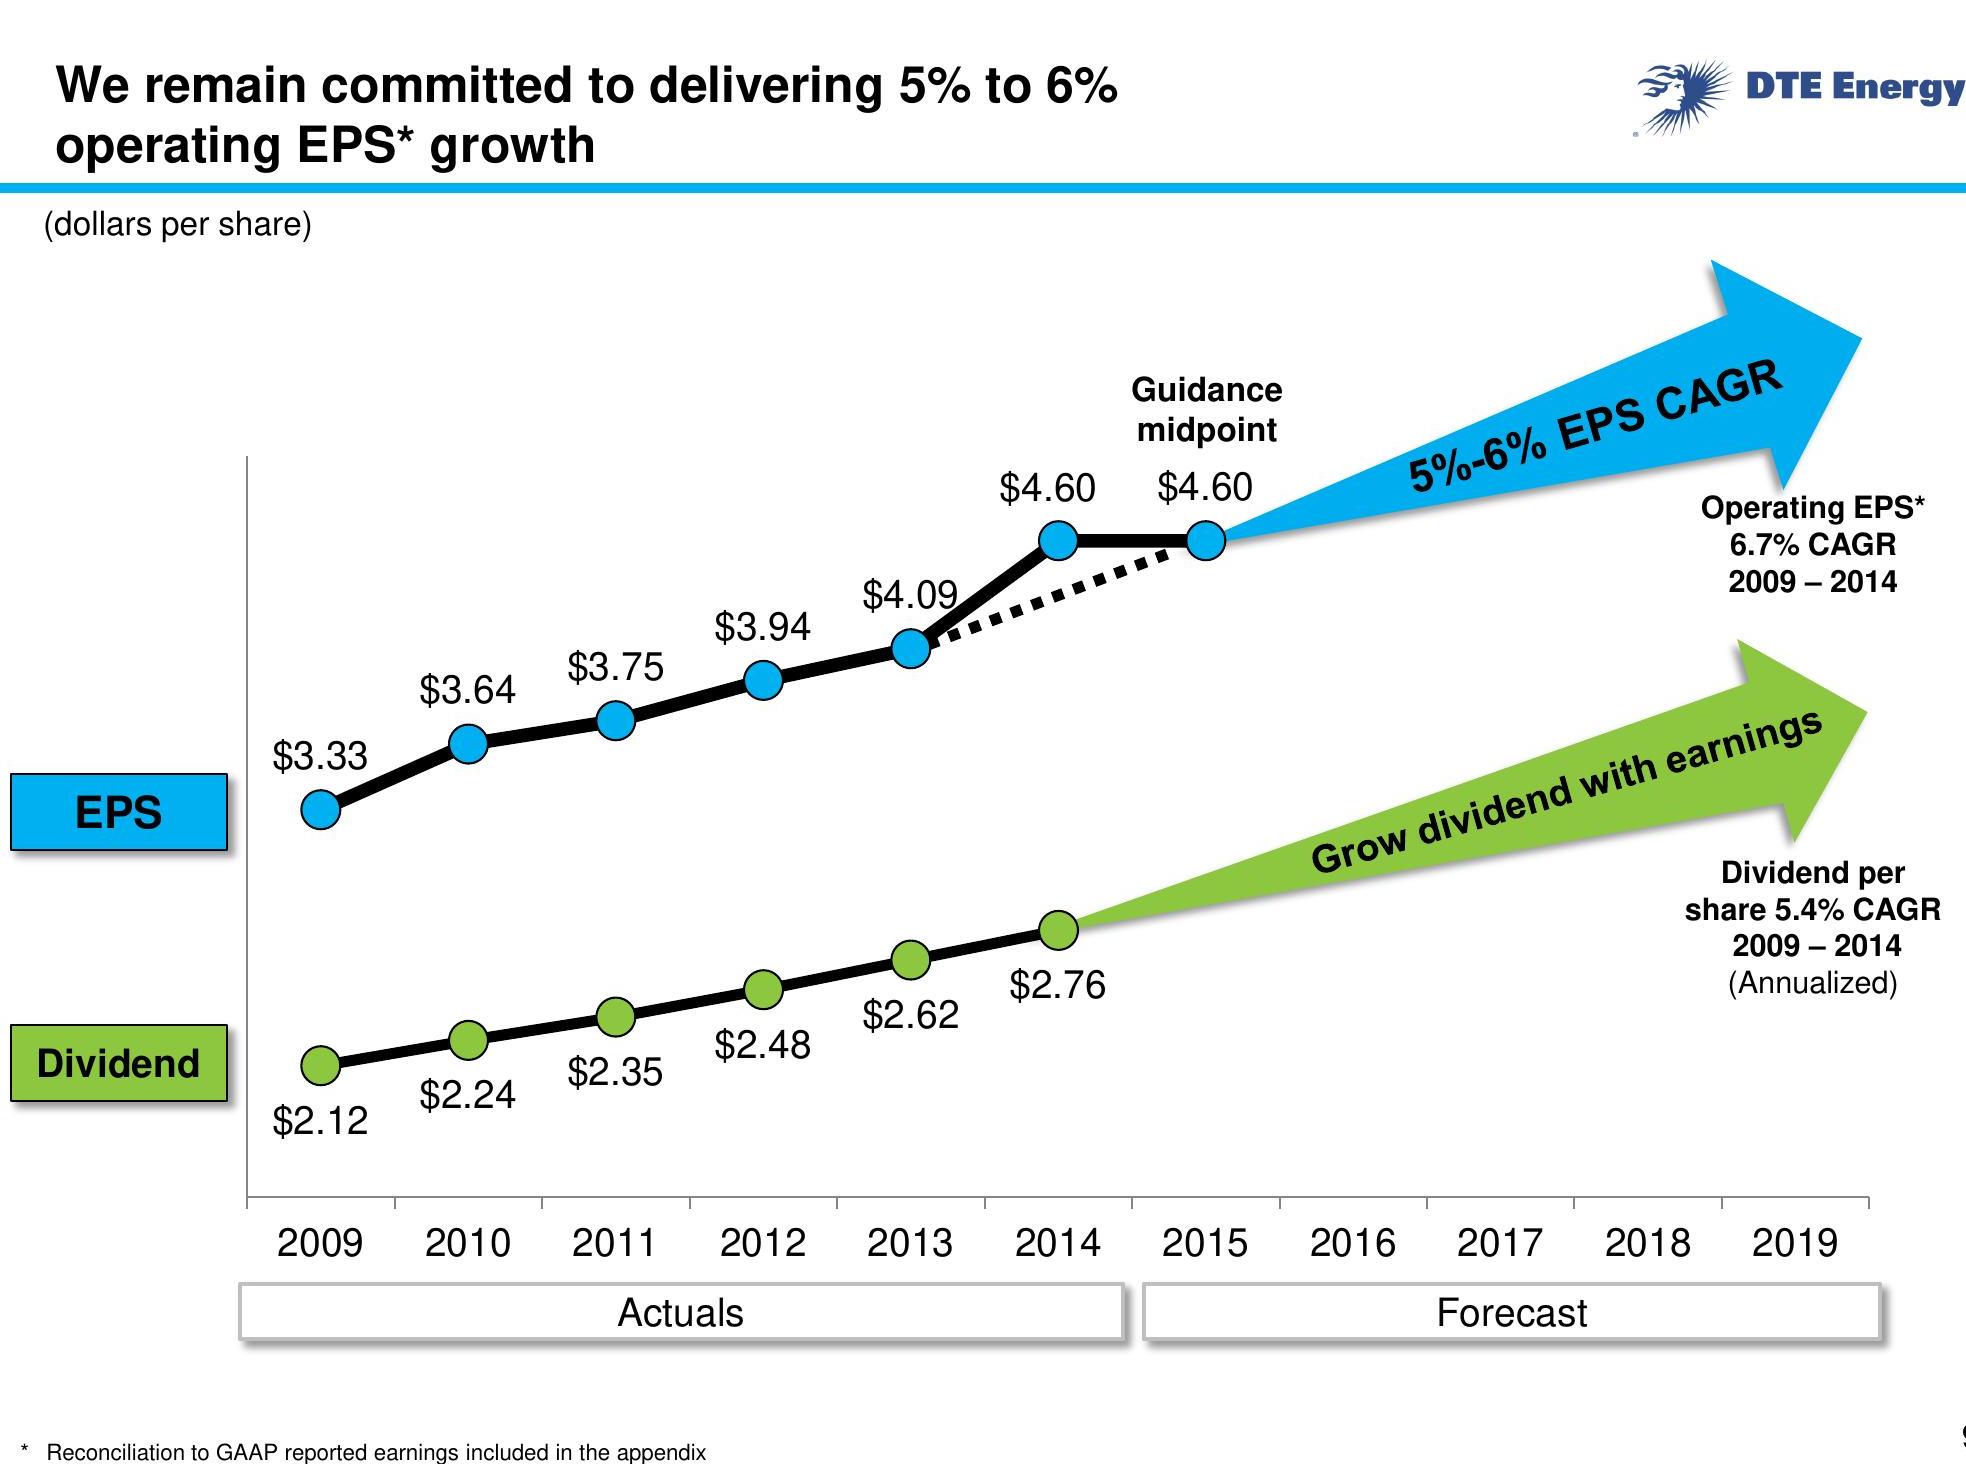 We remain committed to delivering 5% to 6%
operating EPS* growth
DTE Energy
®
(dollars per share)
Guidance
midpoint
5%-6% EPS CAGR
$3.33
$3.64
$3.75
$3.94
$4.09
$4.60
$4.60
Operating EPS*
6.7% CAGR
2009 – 2014
EPS
Grow dividend with earnings
Dividend per
share 5.4% CAGR
2009 – 2014
(Annualized)
Dividend
$2.12
$2.24
$2.35
$2.48
$2.62
$2.76
2009 2010 2011 2012 2013 2014 2015 2016 2017 2018 2019
Actuals
Forecast
* Reconciliation to GAAP reported earnings included in the appendix